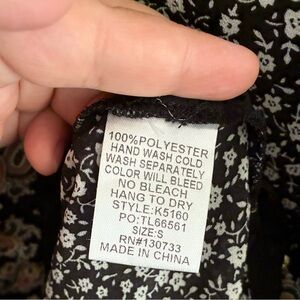 100%POLYESTER
HAND WASH COLD
WASH SEPARATELY
COLOR WILL BLEED
NO BLEACH
HANG TO DRY
STYLE:K5160
PO:TL66561
SIZE:S
RN#130733
MADE IN CHINA